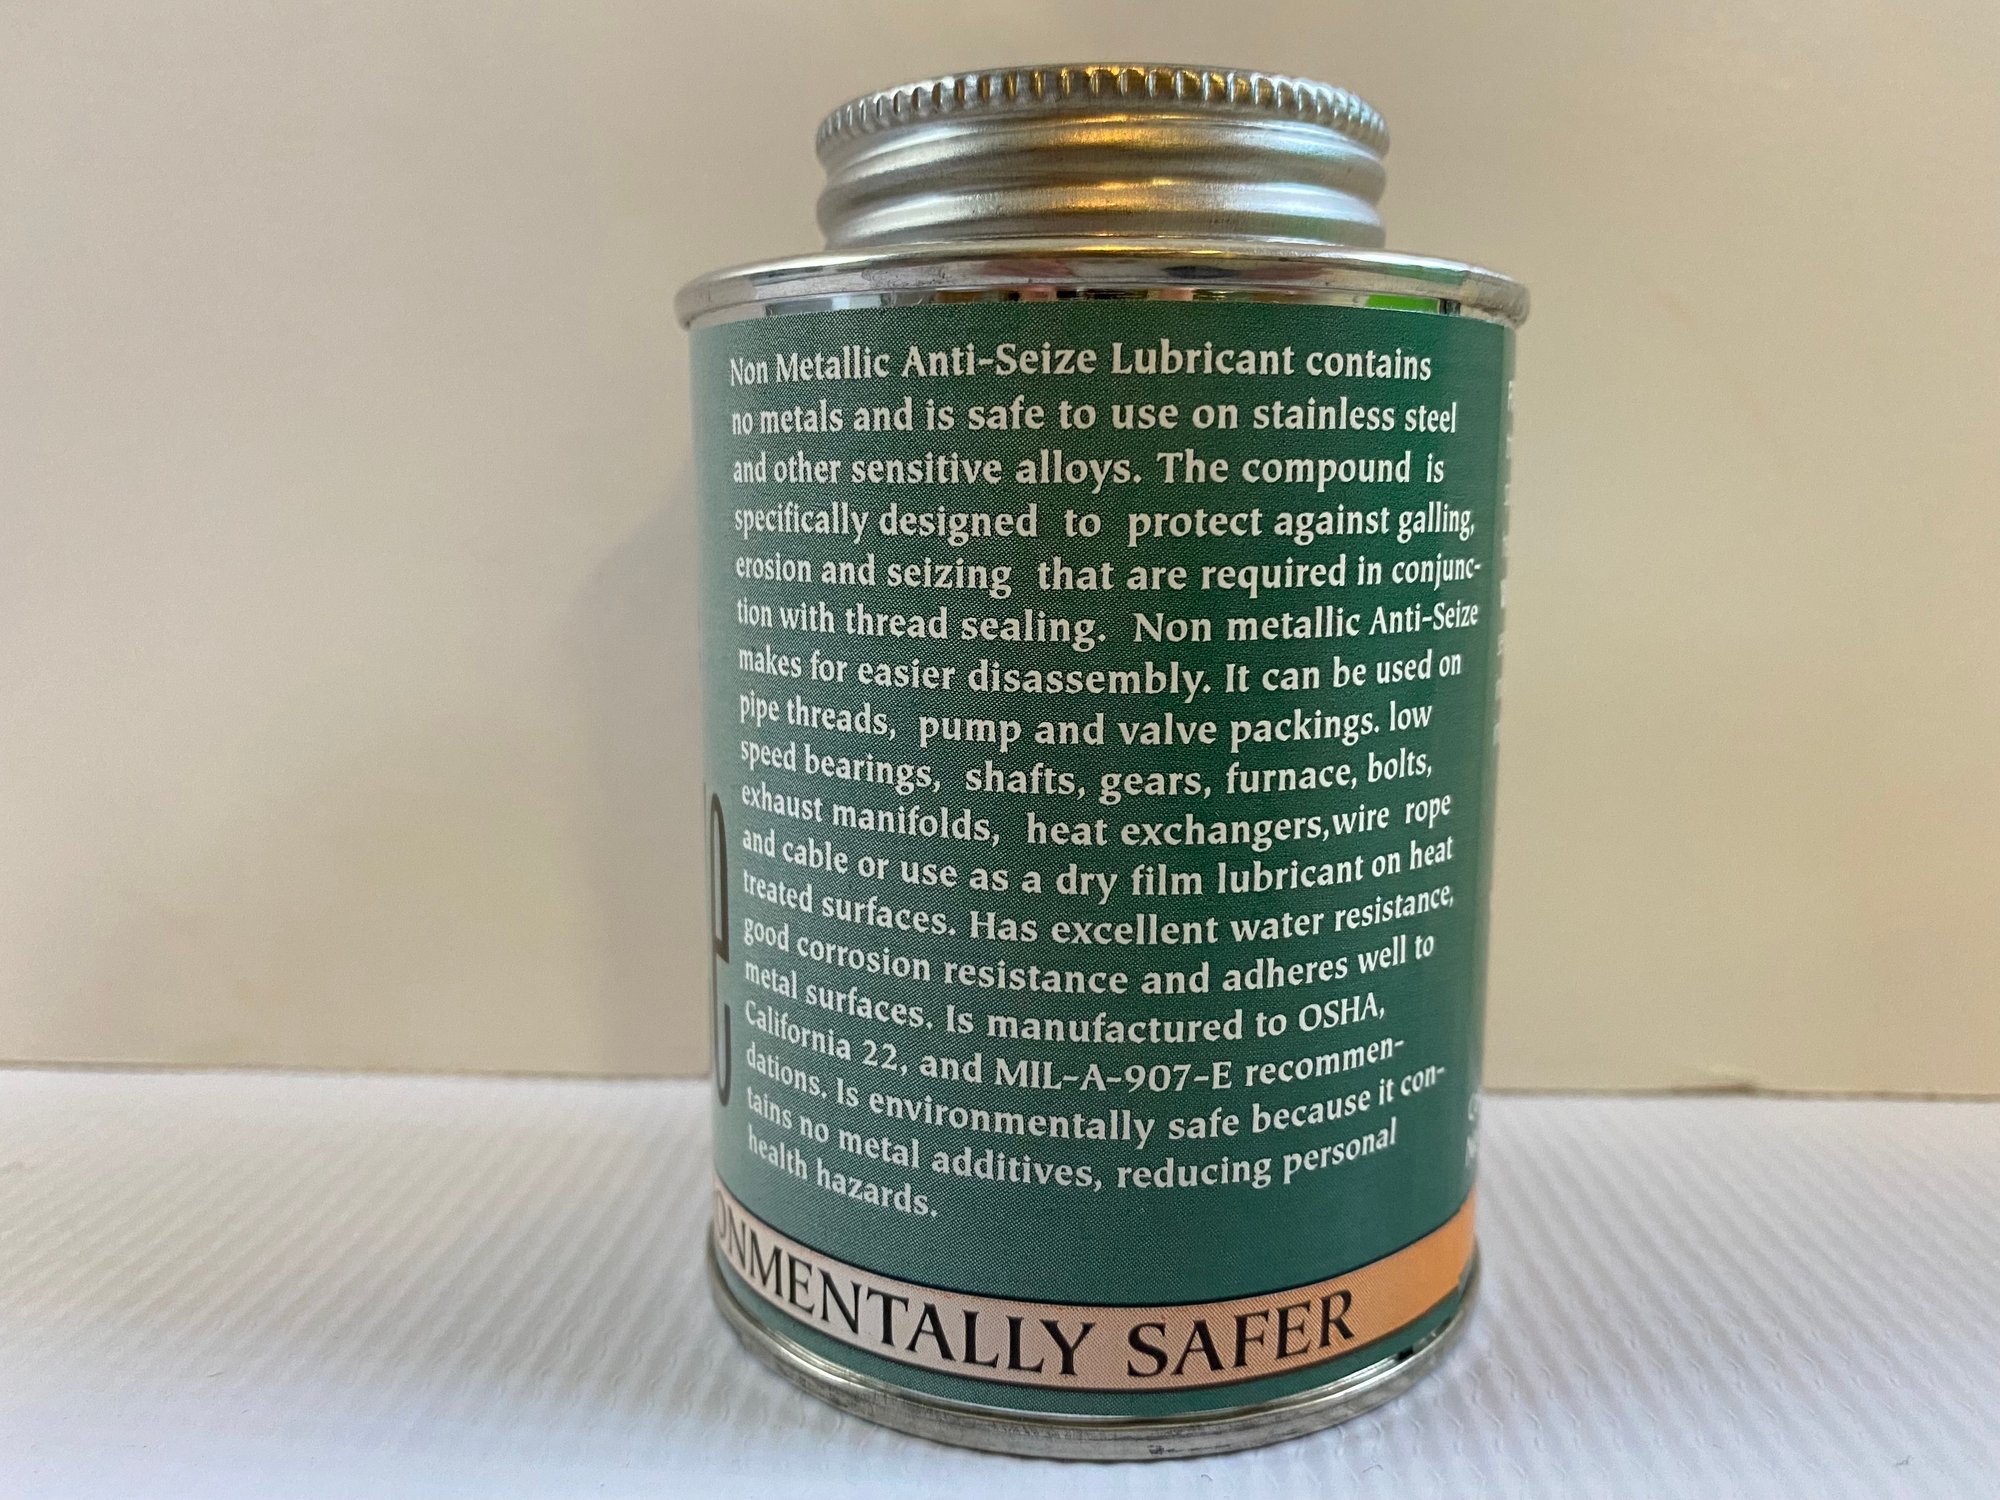 Non Metallic Anti-Seize Lubricant contains
no metals and is safe to use on stainless steel
and other sensitive alloys. The compound is
specifically designed to protect against galling,
erosion and seizing that are required in conjunc-
tion with thread sealing. Non metallic Anti-Seize
makes for easier disassembly. It can be used on
pipe threads, pump and valve packings. low
speed bearings, shafts, gears, furnace, bolts,
exhaust manifolds, heat exchangers,wire rope
and cable or use as a dry film lubricant on heat
treated surfaces. Has excellent water resistance,
good corrosion resistance and adheres well to
metal surfaces. Is manufactured to OSHA,
California 22, and MIL-A-907-E recommen-
dations. Is environmentally safe because it con-
tains no metal additives, reducing personal
health hazards.
ONMENTALLY SAFER